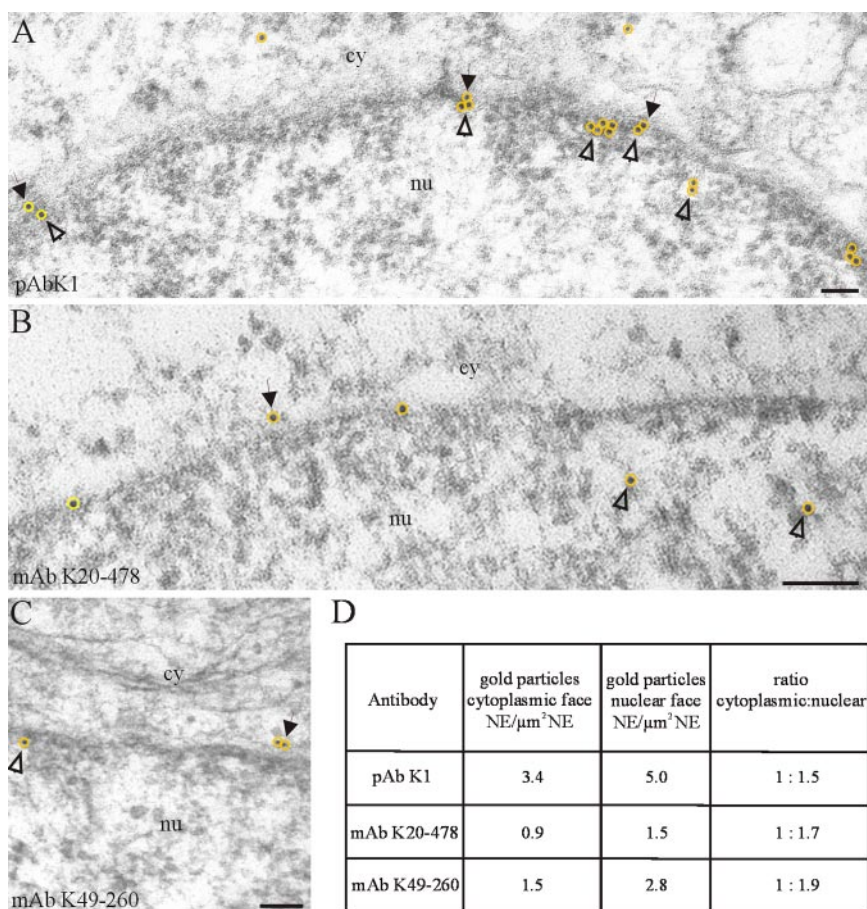 A
cy
nu
pAbK1
B
cy
nu
mAb K20-478
C
cy
nu
mAb K49-260
D
Antibody
gold particles
cytoplasmic face
NE/µm²NE
gold particles
nuclear face
NE/µm²NE
ratio
cytoplasmic:nuclear
pAb K1 3.4 5.0 1 : 1.5
mAb K20-478 0.9 1.5 1 : 1.7
mAb K49-260 1.5 2.8 1 : 1.9